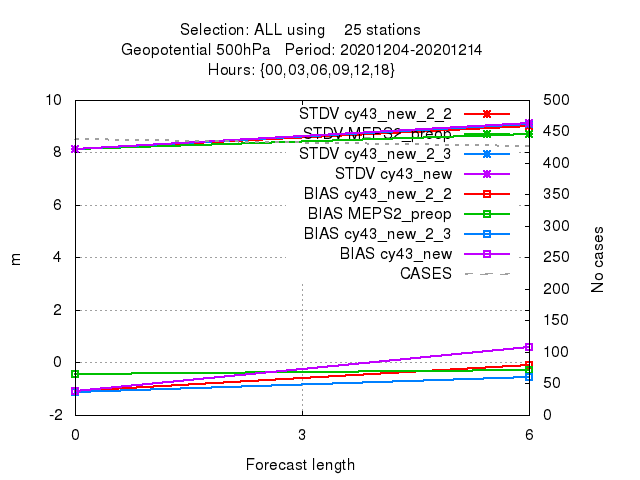 Selection: ALL using 25 stations
Geopotential 500hPa Period: 20201204-20201214
Hours: {00,03,06,09,12,18}
10 500
STDV cy43_new_2_2
450
STDV MEPS2_preop
8 400
STDV cy43_new_2_3
STDV cy43_new
350
BIAS cy43_new_2_2
6
BIAS MEPS2_preop
300
BIAS cy43_new_2_3
4 250
BIAS cy43_new
CASES
m
No cases
200
2
150
100
0
50
-2 0
0 3 6
Forecast length